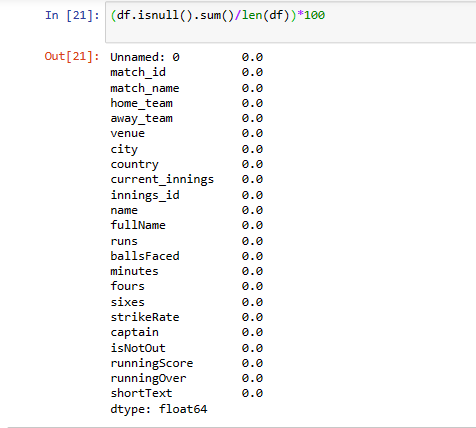 In [21]: (df.isnull().sum()/len(df))*100
Out[21]: Unnamed: 0 0.0
match_id 0.0
match_name 0.0
home_team 0.0
away_team 0.0
venue 0.0
city 0.0
country 0.0
current_innings 0.0
innings_id 0.0
name 0.0
fullName 0.0
runs 0.0
ballsFaced 0.0
minutes 0.0
fours 0.0
sixes 0.0
strikeRate 0.0
captain 0.0
isNotOut 0.0
runningScore 0.0
runningOver 0.0
shortText 0.0
dtype: float64